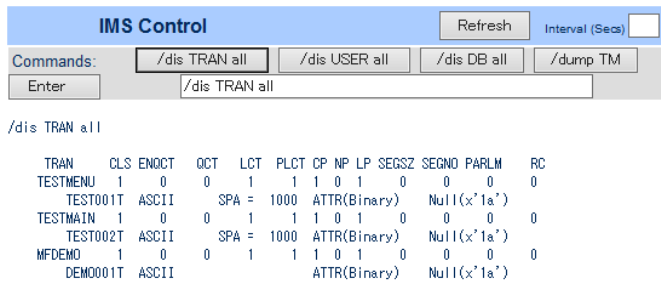 IMS Control Refresh Interval (Secs)
Commands: /dis TRAN all /dis USER all /dis DB all /dump TM
Enter /dis TRAN all
/dis TRAN all
TRAN CLS ENQCT QCT LCT PLCT CP NP LP SEGSZ SEGNO PARLM RC
TESTMENU 1 0 0 1 1 1 0 1 0 0 0 0
TEST001T ASCII SPA = 1000 ATTR(Binary) Null(x'1a')
TESTMAIN 1 0 0 1 1 1 0 1 0 0 0 0
TEST002T ASCII SPA = 1000 ATTR(Binary) Null(x'1a')
MFDEMO 1 0 0 1 1 1 0 1 0 0 0 0
DEMO001T ASCII ATTR(Binary) Null(x'1a')